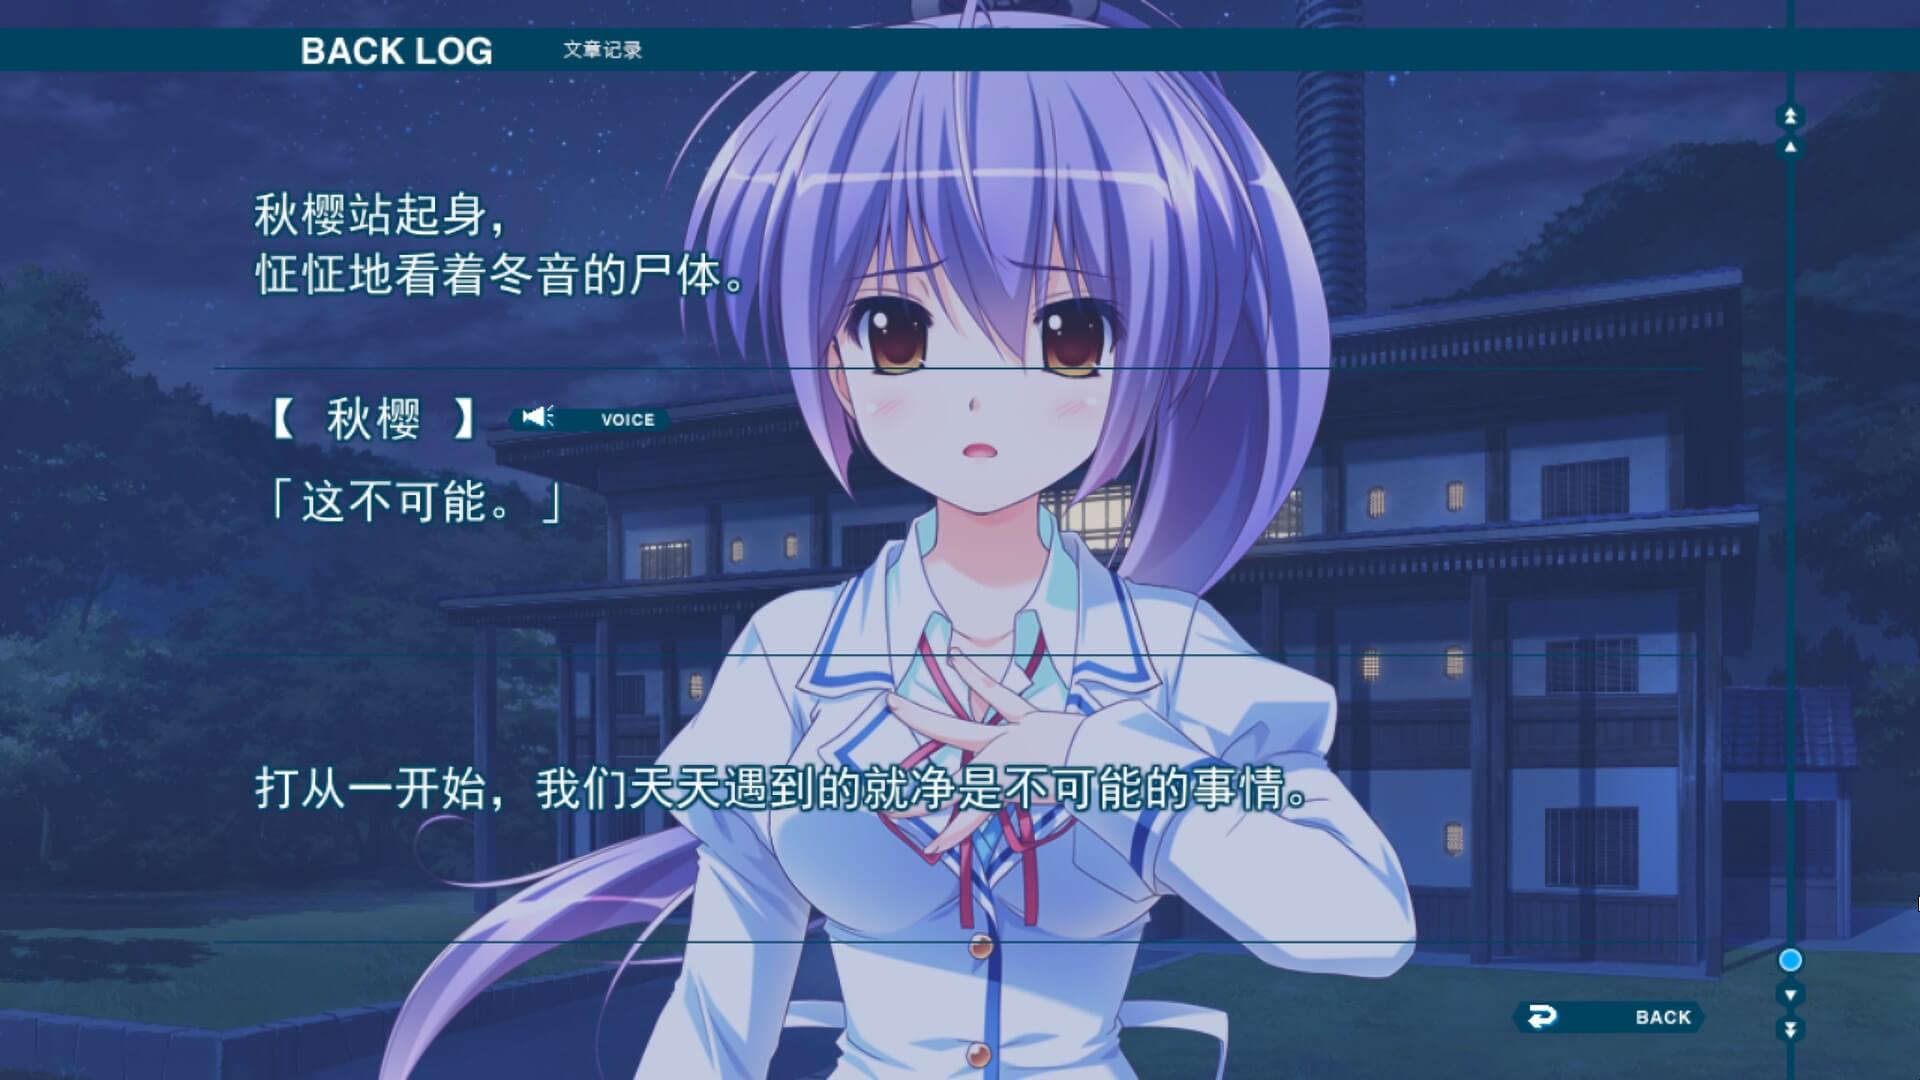 BACK LOG 文章记录
秋樱站起身，
怔怔地看着冬音的尸体。
【 秋樱 】 VOICE
「这不可能。」
打从一开始，我们天天遇到的就净是不可能的事情。
BACK